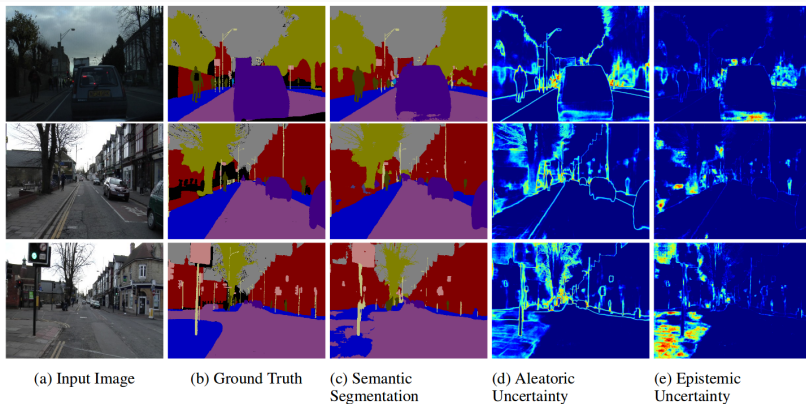 (a) Input Image
(b) Ground Truth
(c) Semantic
Segmentation
(d) Aleatoric
Uncertainty
(e) Epistemic
Uncertainty